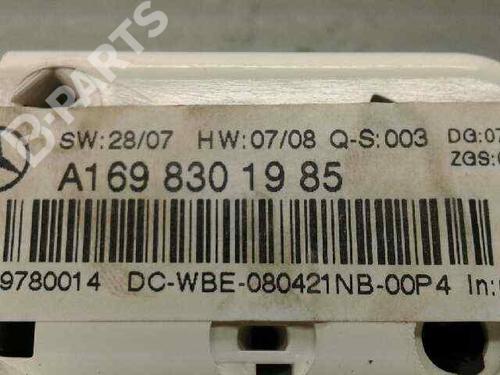 B-PARTS
SW:28/07 HW:07/08 Q-S:003 DG:07
ZGS:0
A169 830 19 85
9780014 DC-WBE-080421NB-00P4 In: